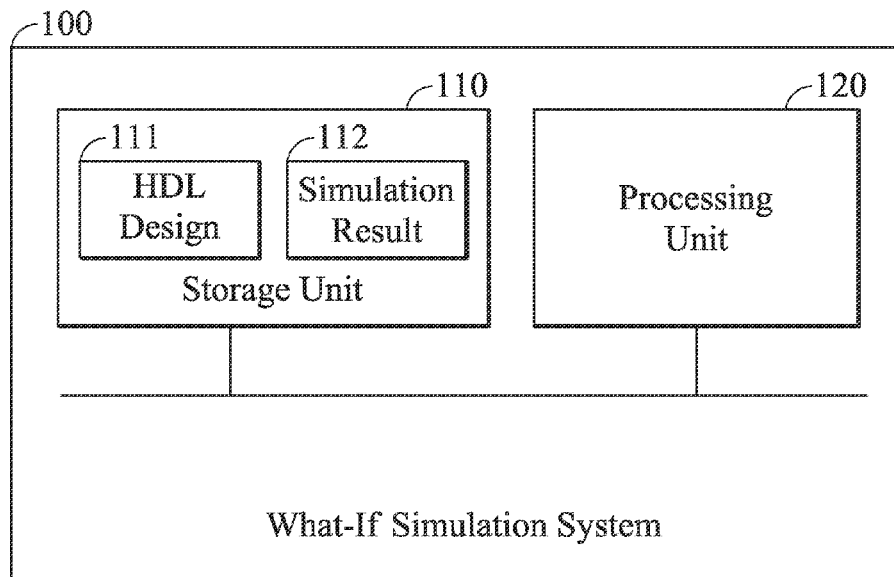 100
110
120
111
112
HDL
Design
Simulation
Result
Storage Unit
Processing
Unit
What-If Simulation System